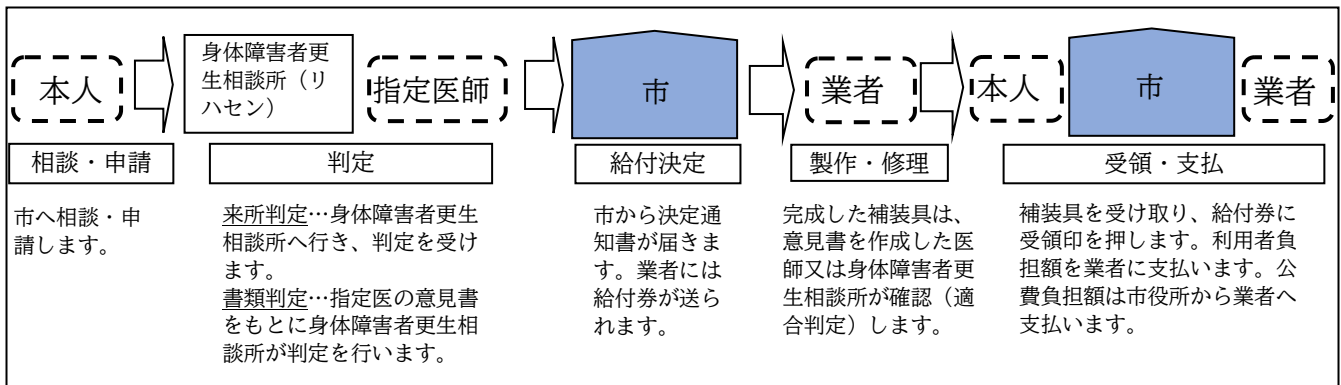 本人
身体障害者更
生相談所（リ
ハセン）
指定医師
市
業者
本人
市
業者
相談・申請
判定
給付決定
製作・修理
受領・支払
市へ相談・申
請します。
来所判定…身体障害者更生
相談所へ行き、判定を受け
ます。
書類判定…指定医の意見書
をもとに身体障害者更生相
談所が判定を行います。
市から決定通
知書が届きま
す。業者には
給付券が送ら
れます。
完成した補装具は、
意見書を作成した医
師又は身体障害者更
生相談所が確認（適
合判定）します。
補装具を受け取り、給付券に
受領印を押します。利用者負
担額を業者に支払います。公
費負担額は市役所から業者へ
支払います。